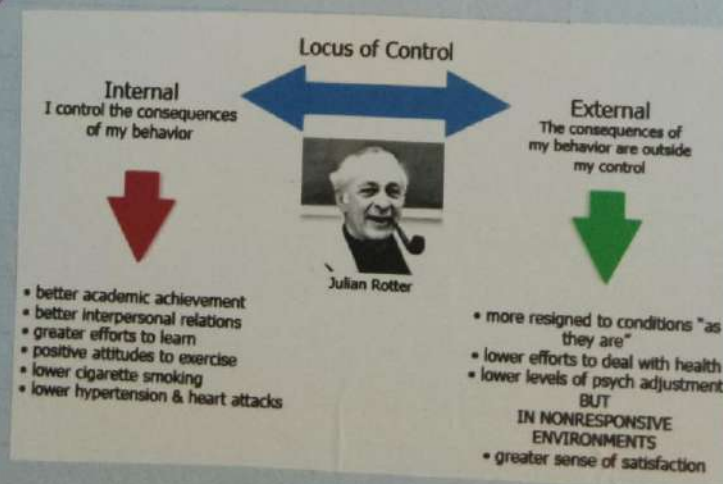 Locus of Control
Internal
I control the consequences
of my behavior
External
The consequences of
my behavior are outside
my control
Julian Rotter
• better academic achievement
• better interpersonal relations
• greater efforts to learn
• positive attitudes to exercise
• lower cigarette smoking
• lower hypertension & heart attacks
• more resigned to conditions "as
they are"
• lower efforts to deal with health
• lower levels of psych adjustment
BUT
IN NONRESPONSIVE
ENVIRONMENTS
• greater sense of satisfaction